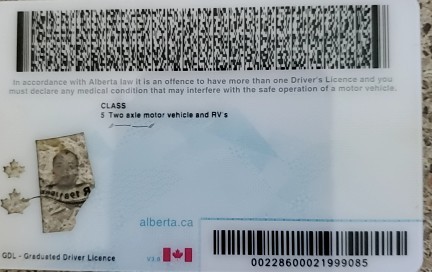 In accordance with Alberta law it is an offence to have more than one Driver's Licence and you
must declare any medical condition that may interfere with the safe operation of a motor vehicle.
CLASS
5 Two axle motor vehicle and RV's
alberta.ca
GDL - Graduated Driver Licence
00228600021999085